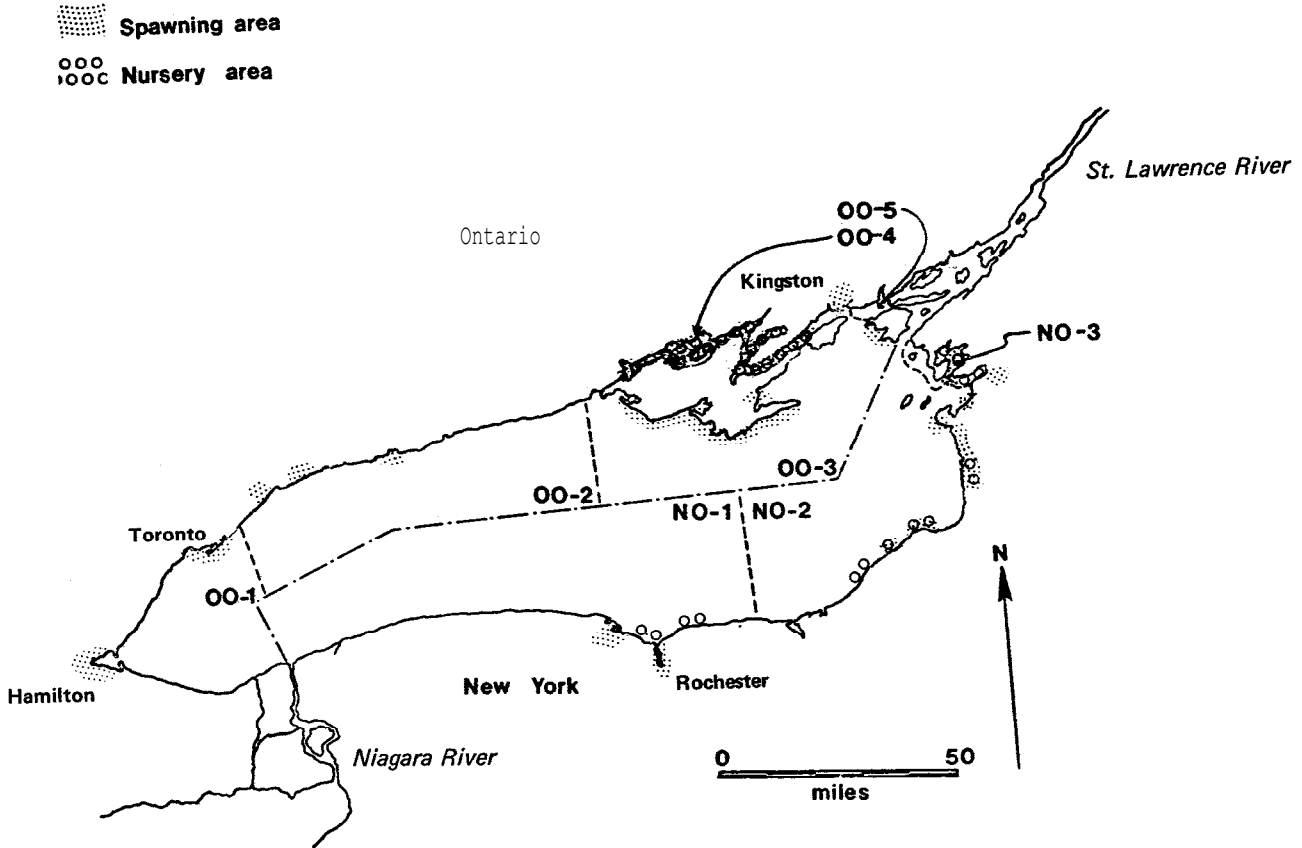 Spawning area
Nursery area
St. Lawrence River
OO-5
Ontario
OO-4
Kingston
NO-3
OO-3
OO-2
NO-1
NO-2
Toronto
N
OO-1
Hamilton
New York
Rochester
Niagara River
0 50
miles